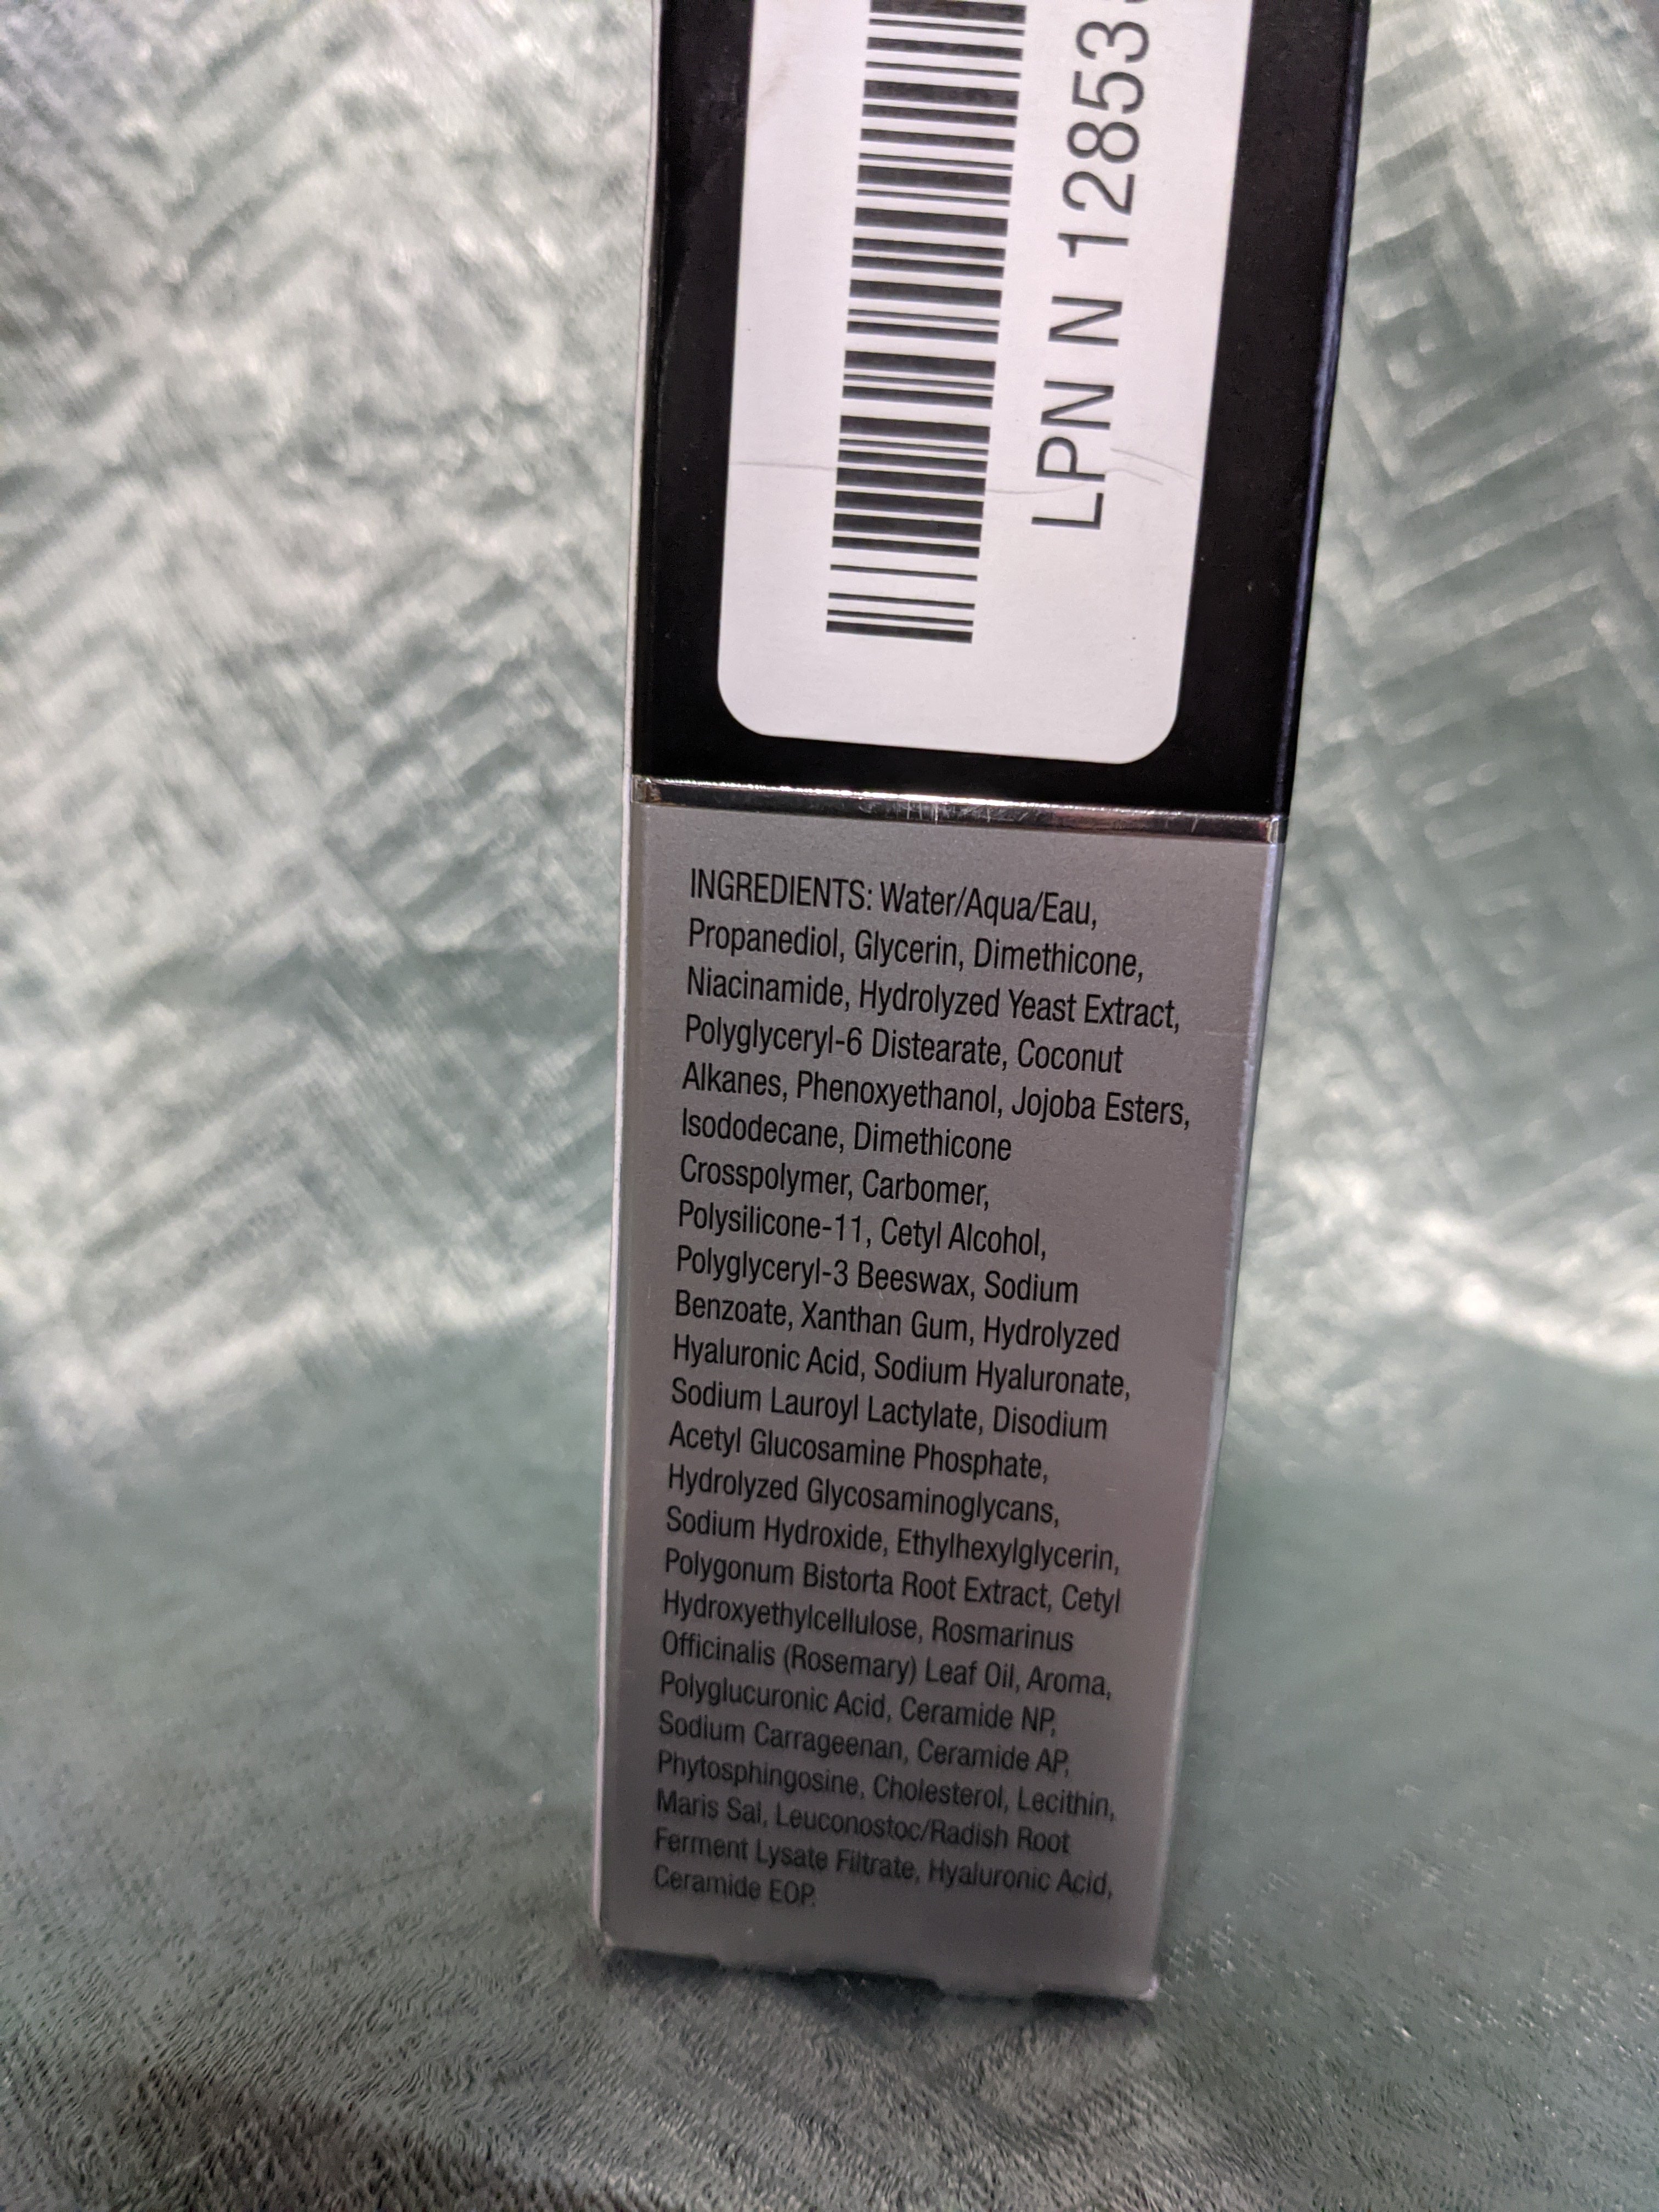 LPN N 12853
INGREDIENTS: Water/Aqua/Eau,
Propanediol, Glycerin, Dimethicone,
Niacinamide, Hydrolyzed Yeast Extract,
Polyglyceryl-6 Distearate, Coconut
Alkanes, Phenoxyethanol, Jojoba Esters,
Isododecane, Dimethicone
Crosspolymer, Carbomer,
Polysilicone-11, Cetyl Alcohol,
Polyglyceryl-3 Beeswax, Sodium
Benzoate, Xanthan Gum, Hydrolyzed
Hyaluronic Acid, Sodium Hyaluronate,
Sodium Lauroyl Lactylate, Disodium
Acetyl Glucosamine Phosphate,
Hydrolyzed Glycosaminoglycans,
Sodium Hydroxide, Ethylhexylglycerin,
Polygonum Bistorta Root Extract, Cetyl
Hydroxyethylcellulose, Rosmarinus
Officinalis (Rosemary) Leaf Oil, Aroma,
Polyglucuronic Acid, Ceramide NP,
Sodium Carrageenan, Ceramide AP,
Phytosphingosine, Cholesterol, Lecithin,
Maris Sal, Leuconostoc/Radish Root
Ferment Lysate Filtrate, Hyaluronic Acid,
Ceramide EOP.